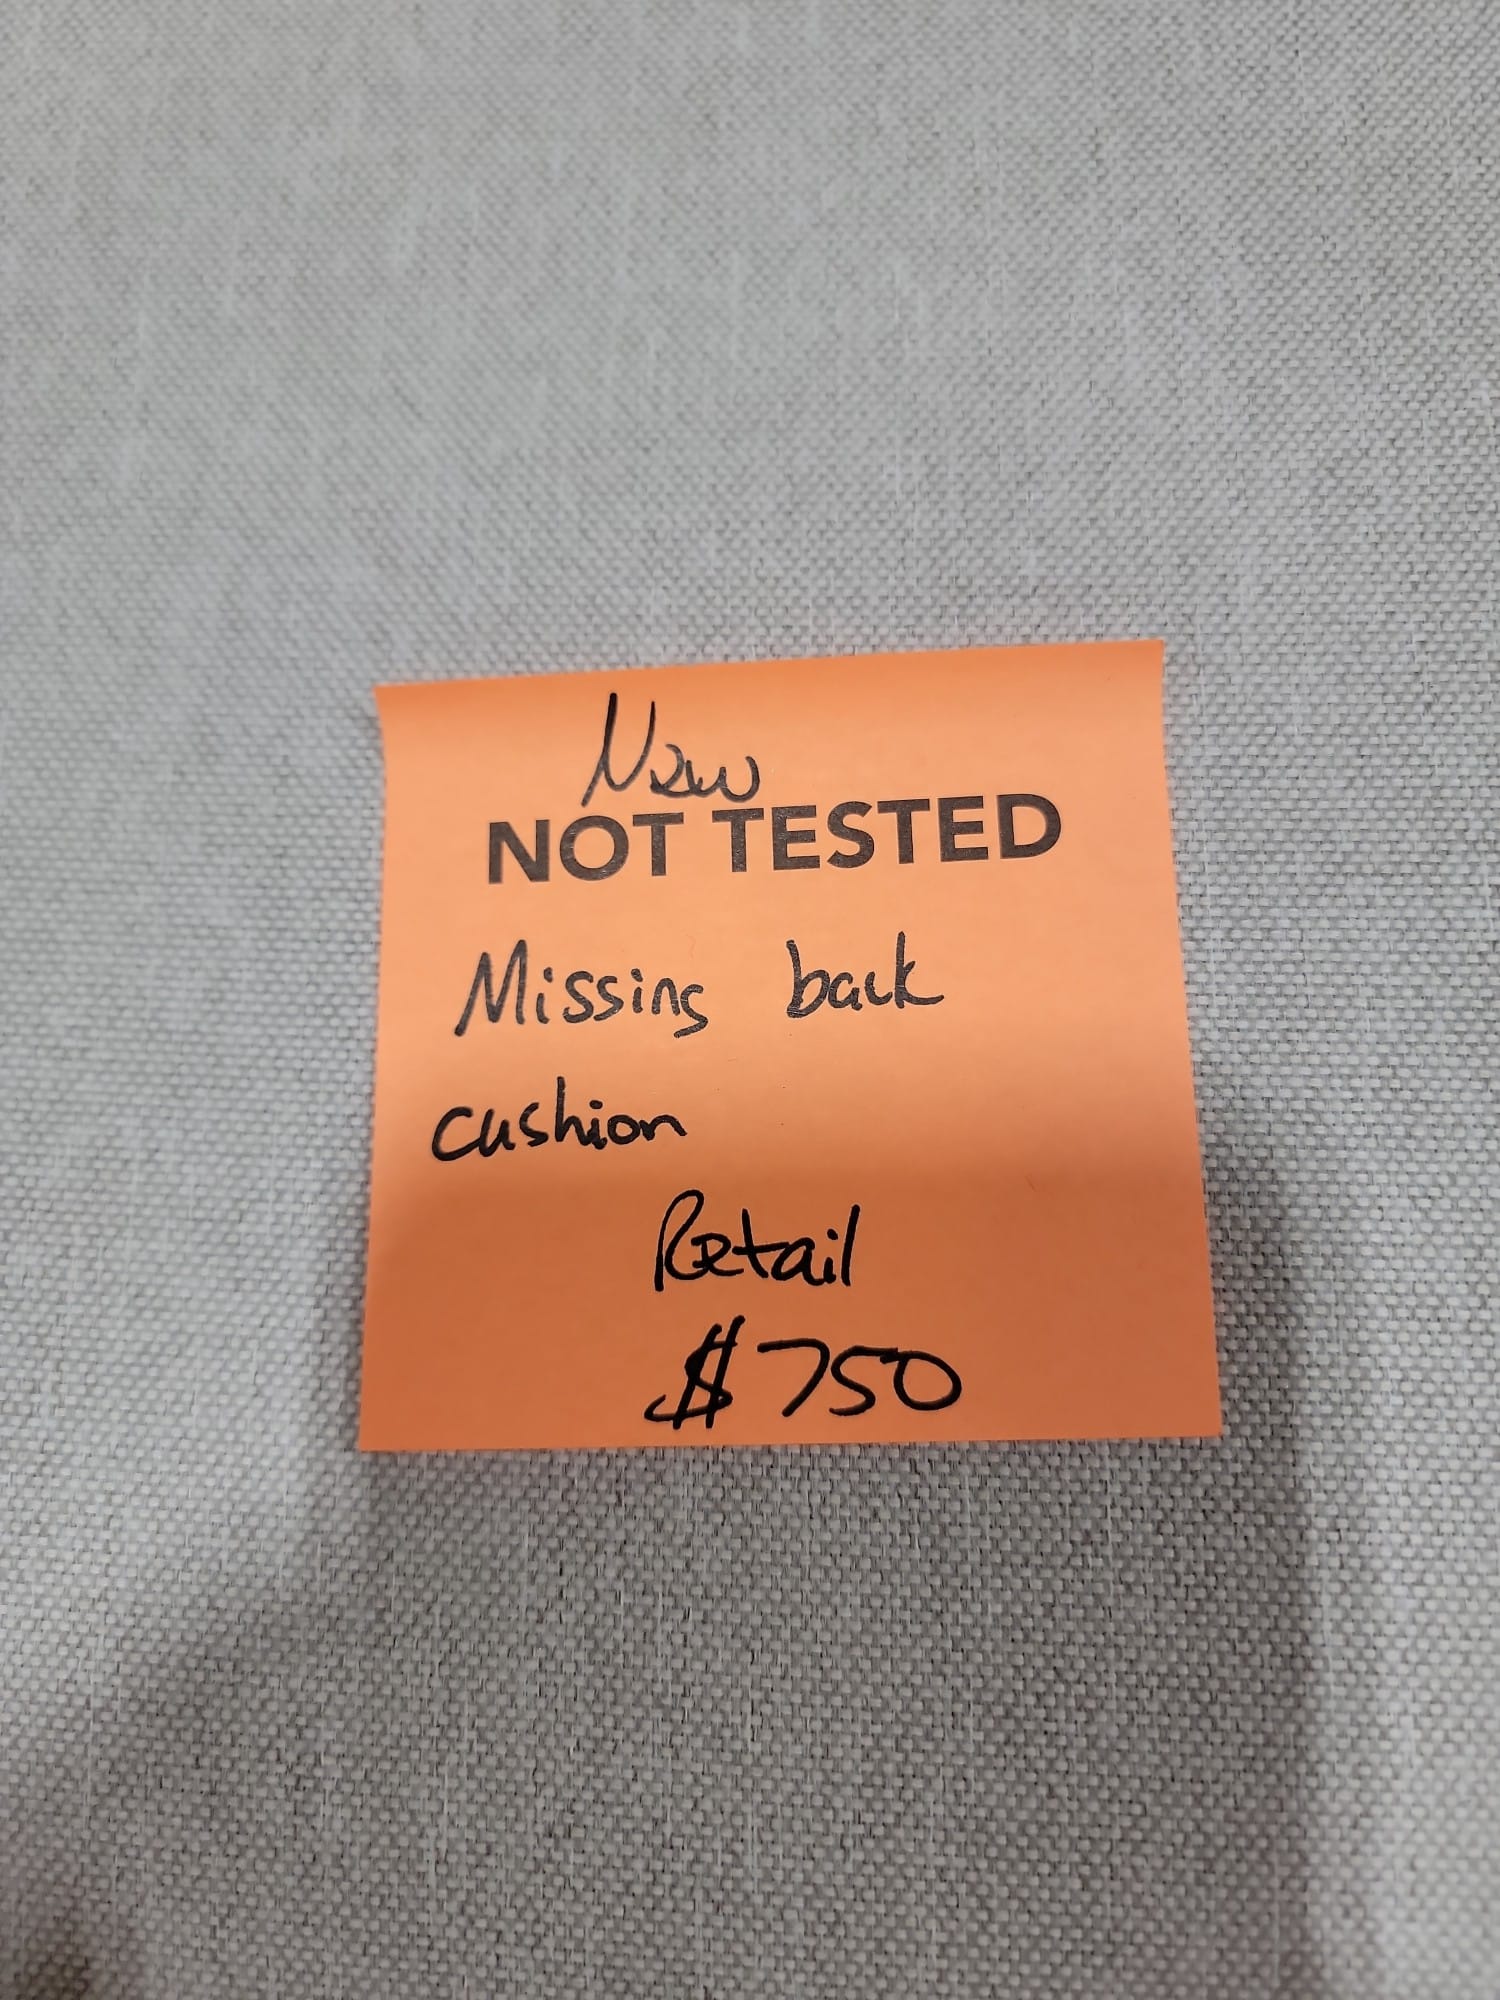 New
NOT TESTED
Missing back
cushion
Retail
$750